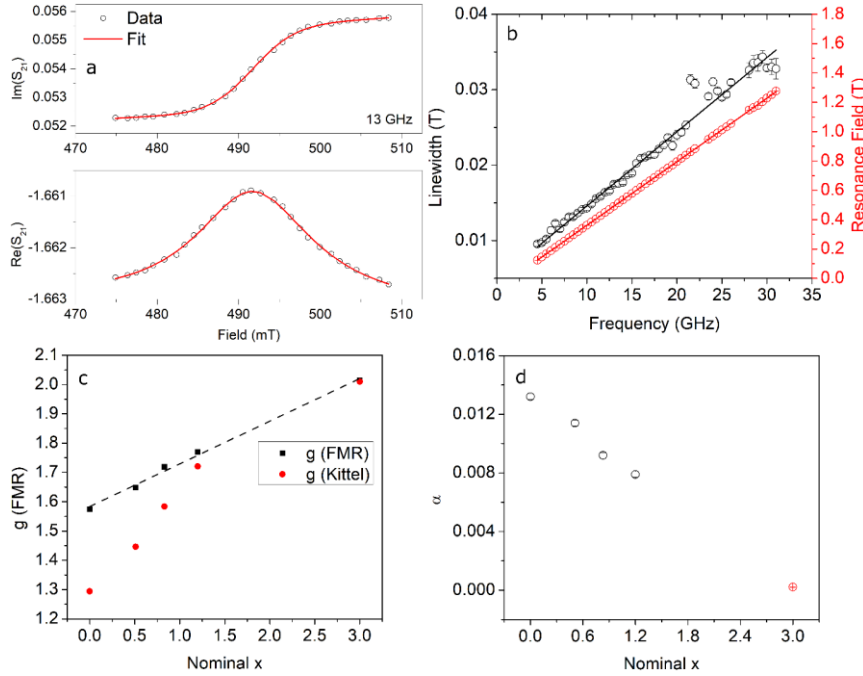 a
Data
Fit
13 GHz
Im(S21)
0.056
0.055
0.053
0.052
470 480 490 500 510
Re(S21)
-1.661
-1.662
-1.663
470 480 490 500 510
Field (mT)
b
Linewidth (T)
0.04
0.03
0.02
0.01
Resonance Field (T)
1.8
1.6
1.4
1.2
1.0
0.8
0.6
0.4
0.2
0.0
0 5 10 15 20 25 30 35
Frequency (GHz)
c
g (FMR)
g (Kittel)
g (FMR)
2.1
2.0
1.9
1.8
1.7
1.6
1.5
1.4
1.3
1.2
0.0 0.5 1.0 1.5 2.0 2.5 3.0
Nominal x
d
α
0.016
0.012
0.008
0.004
0.000
0.0 0.6 1.2 1.8 2.4 3.0
Nominal x